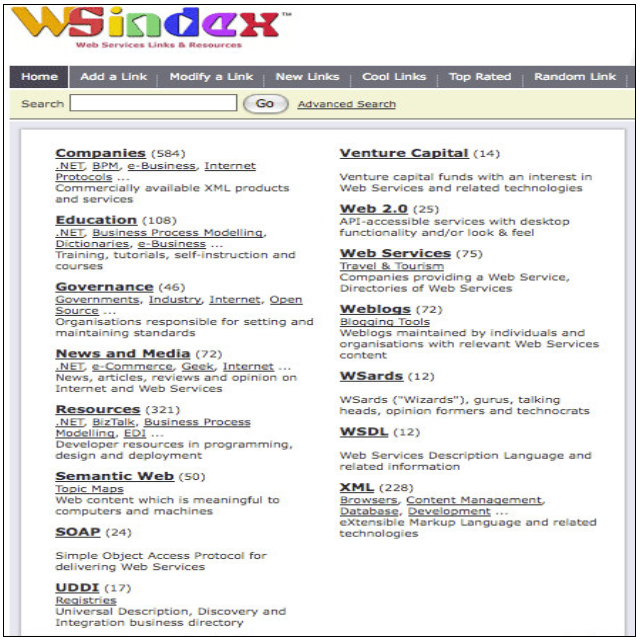 WSindex™
Web Services Links & Resources
Home Add a Link Modify a Link New Links Cool Links Top Rated Random Link
Search Go Advanced Search
Companies (584)
.NET, BPM, e-Business, Internet
Protocols ...
Commercially available XML products
and services
Education (108)
.NET, Business Process Modelling,
Dictionaries, e-Business ...
Training, tutorials, self-instruction and
courses
Governance (46)
Governments, Industry, Internet, Open
Source ...
Organisations responsible for setting and
maintaining standards
News and Media (72)
.NET, e-Commerce, Geek, Internet ...
News, articles, reviews and opinion on
Internet and Web Services
Resources (321)
.NET, BizTalk, Business Process
Modelling, EDI ...
Developer resources in programming,
design and deployment
Semantic Web (50)
Topic Maps
Web content which is meaningful to
computers and machines
SOAP (24)
Simple Object Access Protocol for
delivering Web Services
UDDI (17)
Registries
Universal Description, Discovery and
Integration business directory
Venture Capital (14)
Venture capital funds with an interest in
Web Services and related technologies
Web 2.0 (25)
API-accessible services with desktop
functionality and/or look & feel
Web Services (75)
Travel & Tourism
Companies providing a Web Service,
Directories of Web Services
Weblogs (72)
Blogging Tools
Weblogs maintained by individuals and
organisations with relevant Web Services
content
WSards (12)
WSards ("Wizards"), gurus, talking
heads, opinion formers and technocrats
WSDL (12)
Web Services Description Language and
related information
XML (228)
Browsers, Content Management,
Database, Development ...
eXtensible Markup Language and related
technologies